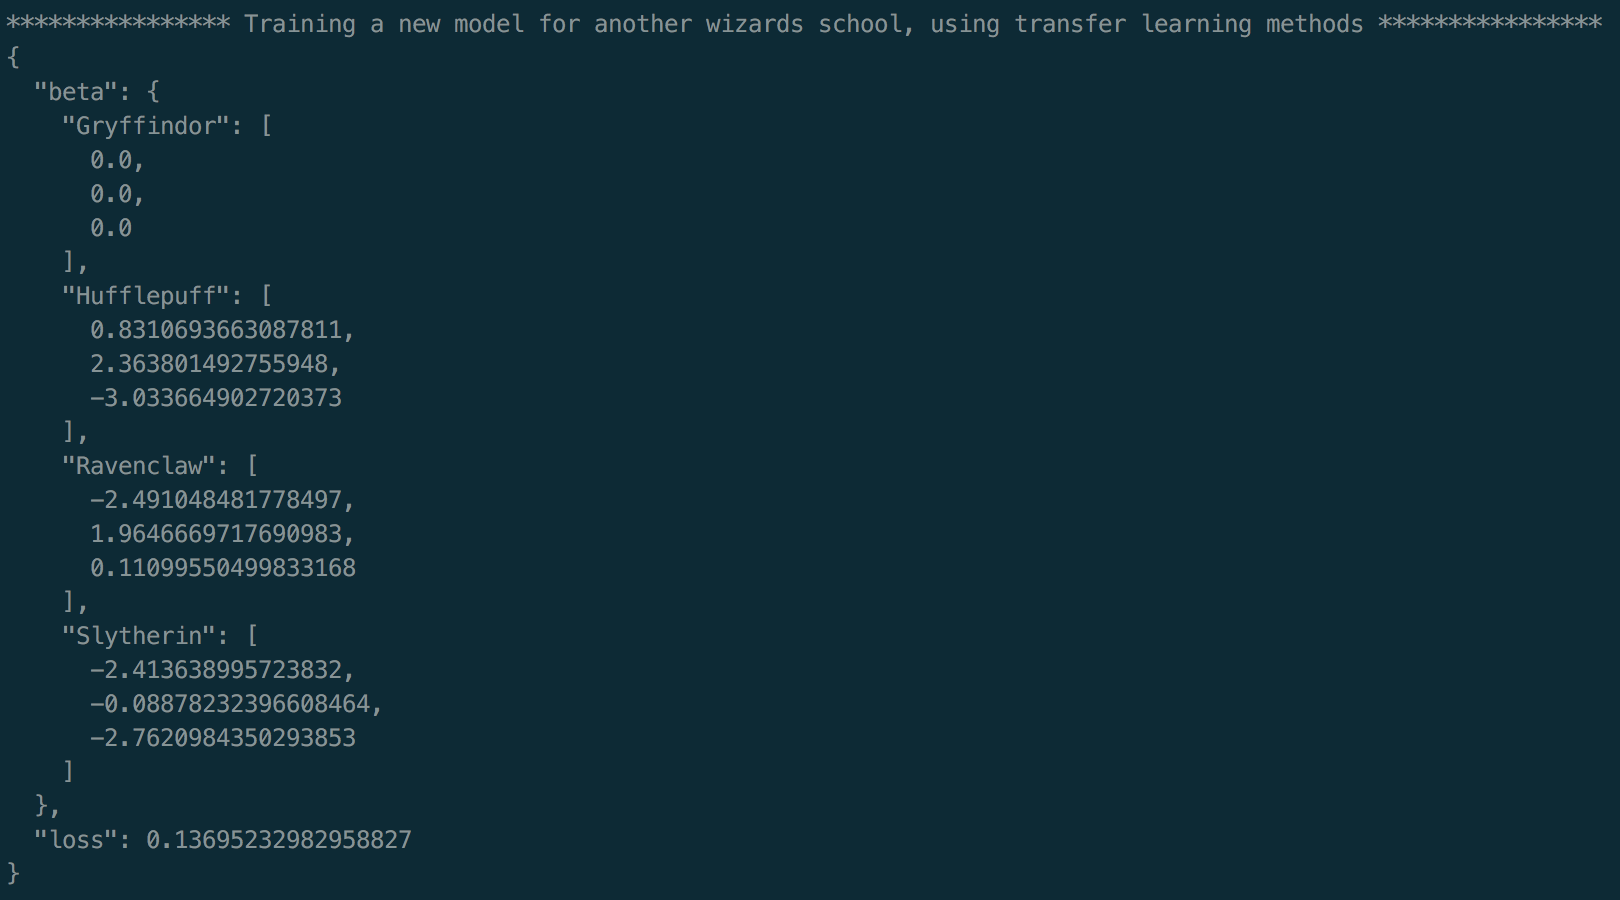 **************** Training a new model for another wizards school, using transfer learning methods ****************
{
  "beta": {
    "Gryffindor": [
      0.0,
      0.0,
      0.0
    ],
    "Hufflepuff": [
      0.8310693663087811,
      2.363801492755948,
      -3.033664902720373
    ],
    "Ravenclaw": [
      -2.491048481778497,
      1.9646669717690983,
      0.11099550499833168
    ],
    "Slytherin": [
      -2.413638995723832,
      -0.08878232396608464,
      -2.7620984350293853
    ]
  },
  "loss": 0.13695232982958827
}